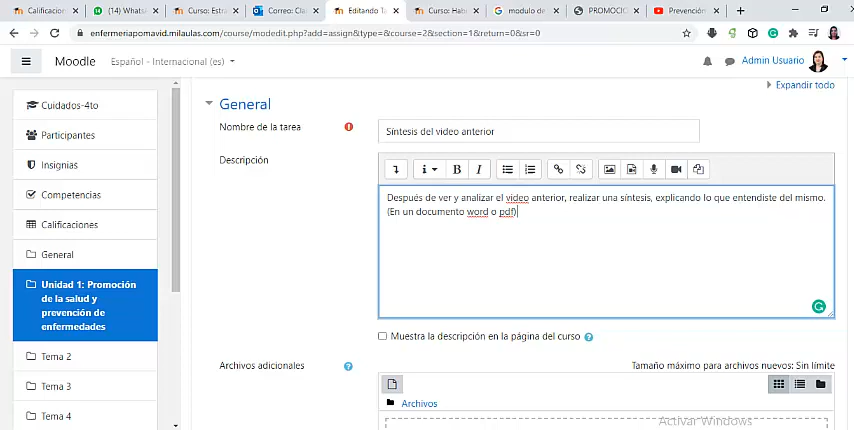 Calificacion
(14) Whats
Curso: Estra
Correo: Cla
Editando Ta
Curso: Hab
modulo de
PROMOCIO
Prevención
enfermeriapomavid.milaulas.com/course/modedit.php?add=assign&type=&course=2&section=1&return=0&sr=0
Moodle
Español - Internacional (es)
Admin Usuario
Expandir todo
Cuidados-4to
Participantes
Insignias
Competencias
Calificaciones
General
Unidad 1: Promoción
de la salud y
prevención de
enfermedades
Tema 2
Tema 3
Tema 4
General
Nombre de la tarea
Síntesis del video anterior
Descripción
Después de ver y analizar el video anterior, realizar una síntesis, explicando lo que entendiste del mismo.
(En un documento word o pdf)
Muestra la descripción en la página del curso
Archivos adicionales
Tamaño máximo para archivos nuevos: Sin límite
Archivos
Activar Windows